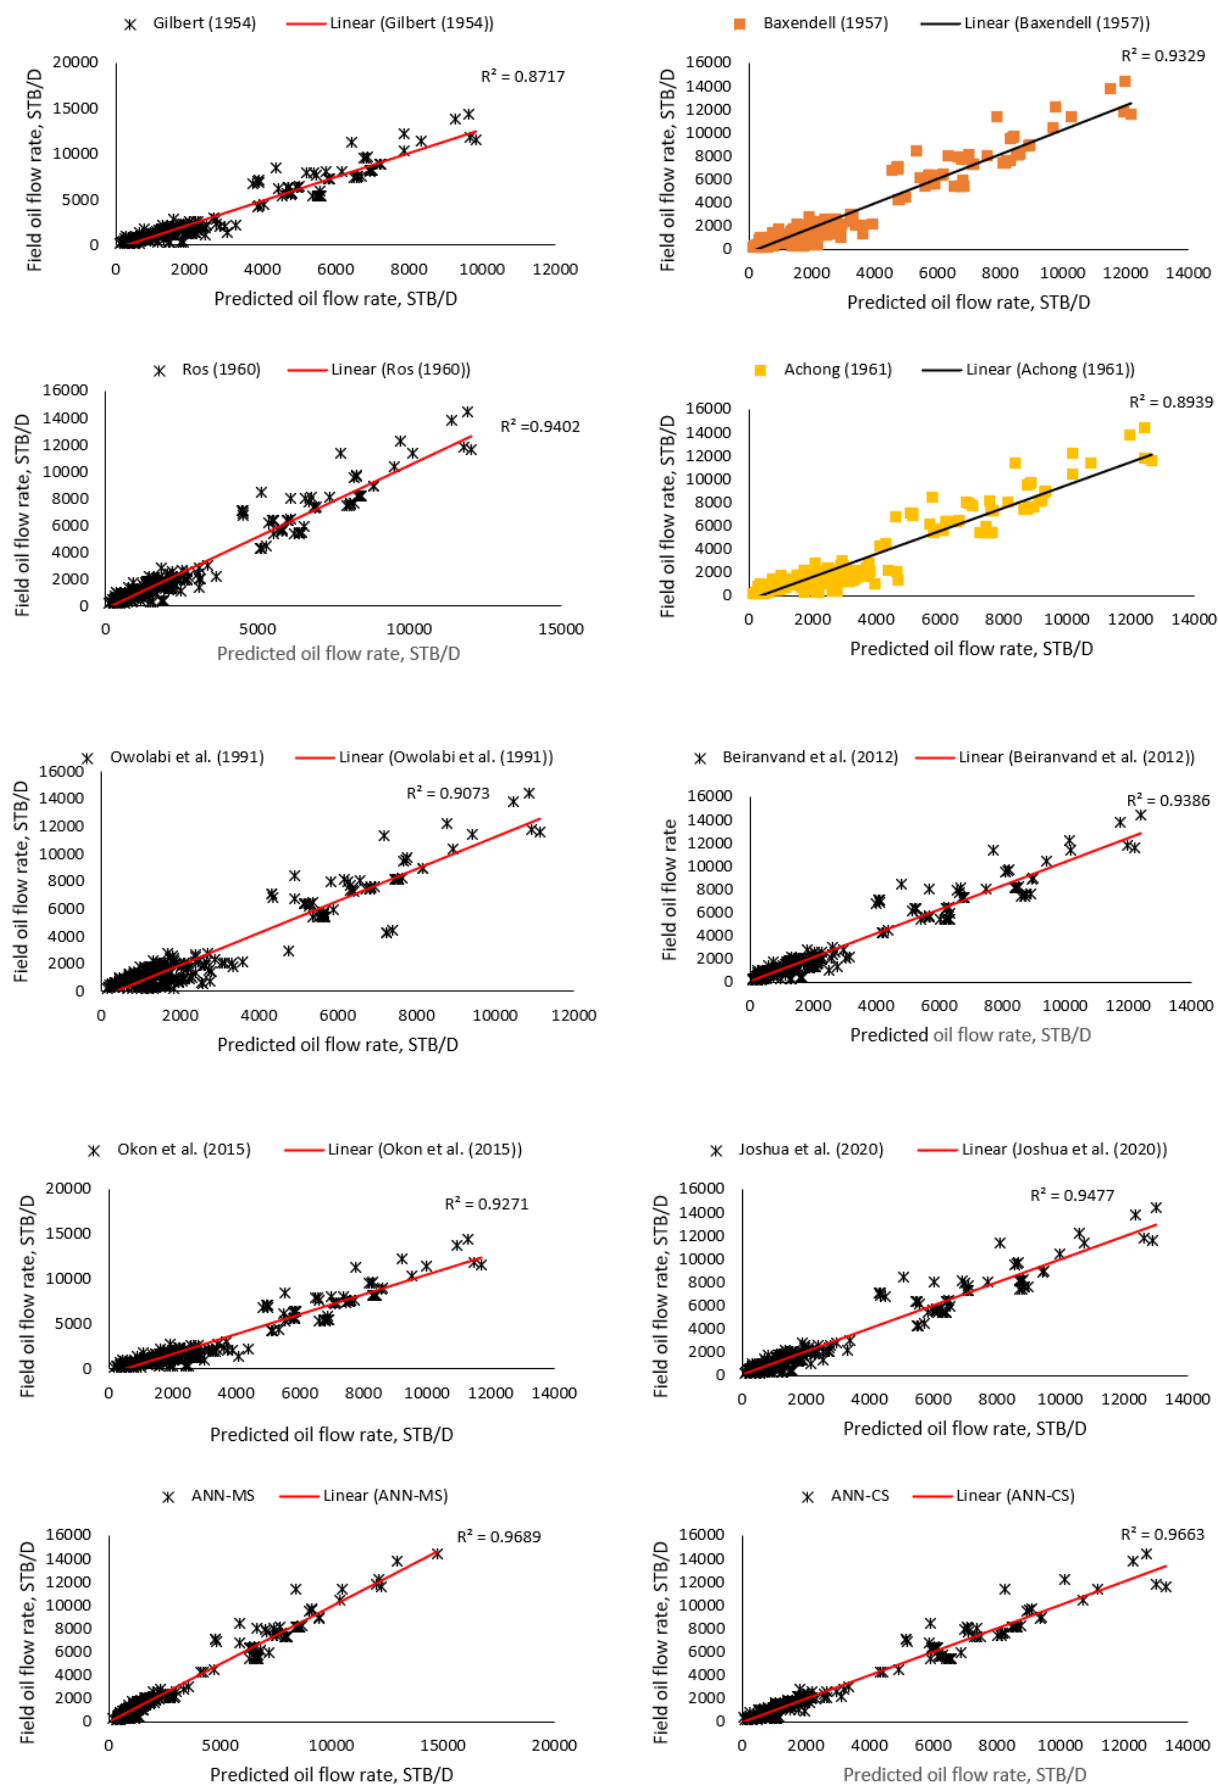 Gilbert (1954) Linear (Gilbert (1954))
R² = 0.8717
Field oil flow rate, STB/D
20000
15000
10000
5000
0
0 2000 4000 6000 8000 10000 12000
Predicted oil flow rate, STB/D
Baxendell (1957) Linear (Baxendell (1957))
R² = 0.9329
Field oil flow rate, STB/D
16000
14000
12000
10000
8000
6000
4000
2000
0
0 2000 4000 6000 8000 10000 12000 14000
Predicted oil flow rate, STB/D
Ros (1960) Linear (Ros (1960))
R² =0.9402
Field oil flow rate, STB/D
16000
14000
12000
10000
8000
6000
4000
2000
0
0 5000 10000 15000
Predicted oil flow rate, STB/D
Achong (1961) Linear (Achong (1961))
R² = 0.8939
Field oil flow rate, STB/D
16000
14000
12000
10000
8000
6000
4000
2000
0
0 2000 4000 6000 8000 10000 12000 14000
Predicted oil flow rate, STB/D
Owolabi et al. (1991) Linear (Owolabi et al. (1991))
R² = 0.9073
Field oil flow rate, STB/D
16000
14000
12000
10000
8000
6000
4000
2000
0
0 2000 4000 6000 8000 10000 12000
Predicted oil flow rate, STB/D
Beiranvand et al. (2012) Linear (Beiranvand et al. (2012))
R² = 0.9386
Field oil flow rate
16000
14000
12000
10000
8000
6000
4000
2000
0
0 2000 4000 6000 8000 10000 12000 14000
Predicted oil flow rate, STB/D
Okon et al. (2015) Linear (Okon et al. (2015))
R² = 0.9271
Field oil flow rate, STB/D
20000
15000
10000
5000
0
0 2000 4000 6000 8000 10000 12000 14000
Predicted oil flow rate, STB/D
Joshua et al. (2020) Linear (Joshua et al. (2020))
R² = 0.9477
Field oil flow rate, STB/D
16000
14000
12000
10000
8000
6000
4000
2000
0
0 2000 4000 6000 8000 10000 12000 14000
Predicted oil flow rate, STB/D
ANN-MS Linear (ANN-MS)
R² = 0.9689
Field oil flow rate, STB/D
16000
14000
12000
10000
8000
6000
4000
2000
0
0 5000 10000 15000 20000
Predicted oil flow rate, STB/D
ANN-CS Linear (ANN-CS)
R² = 0.9663
Field oil flow rate, STB/D
16000
14000
12000
10000
8000
6000
4000
2000
0
0 2000 4000 6000 8000 10000 12000 14000
Predicted oil flow rate, STB/D